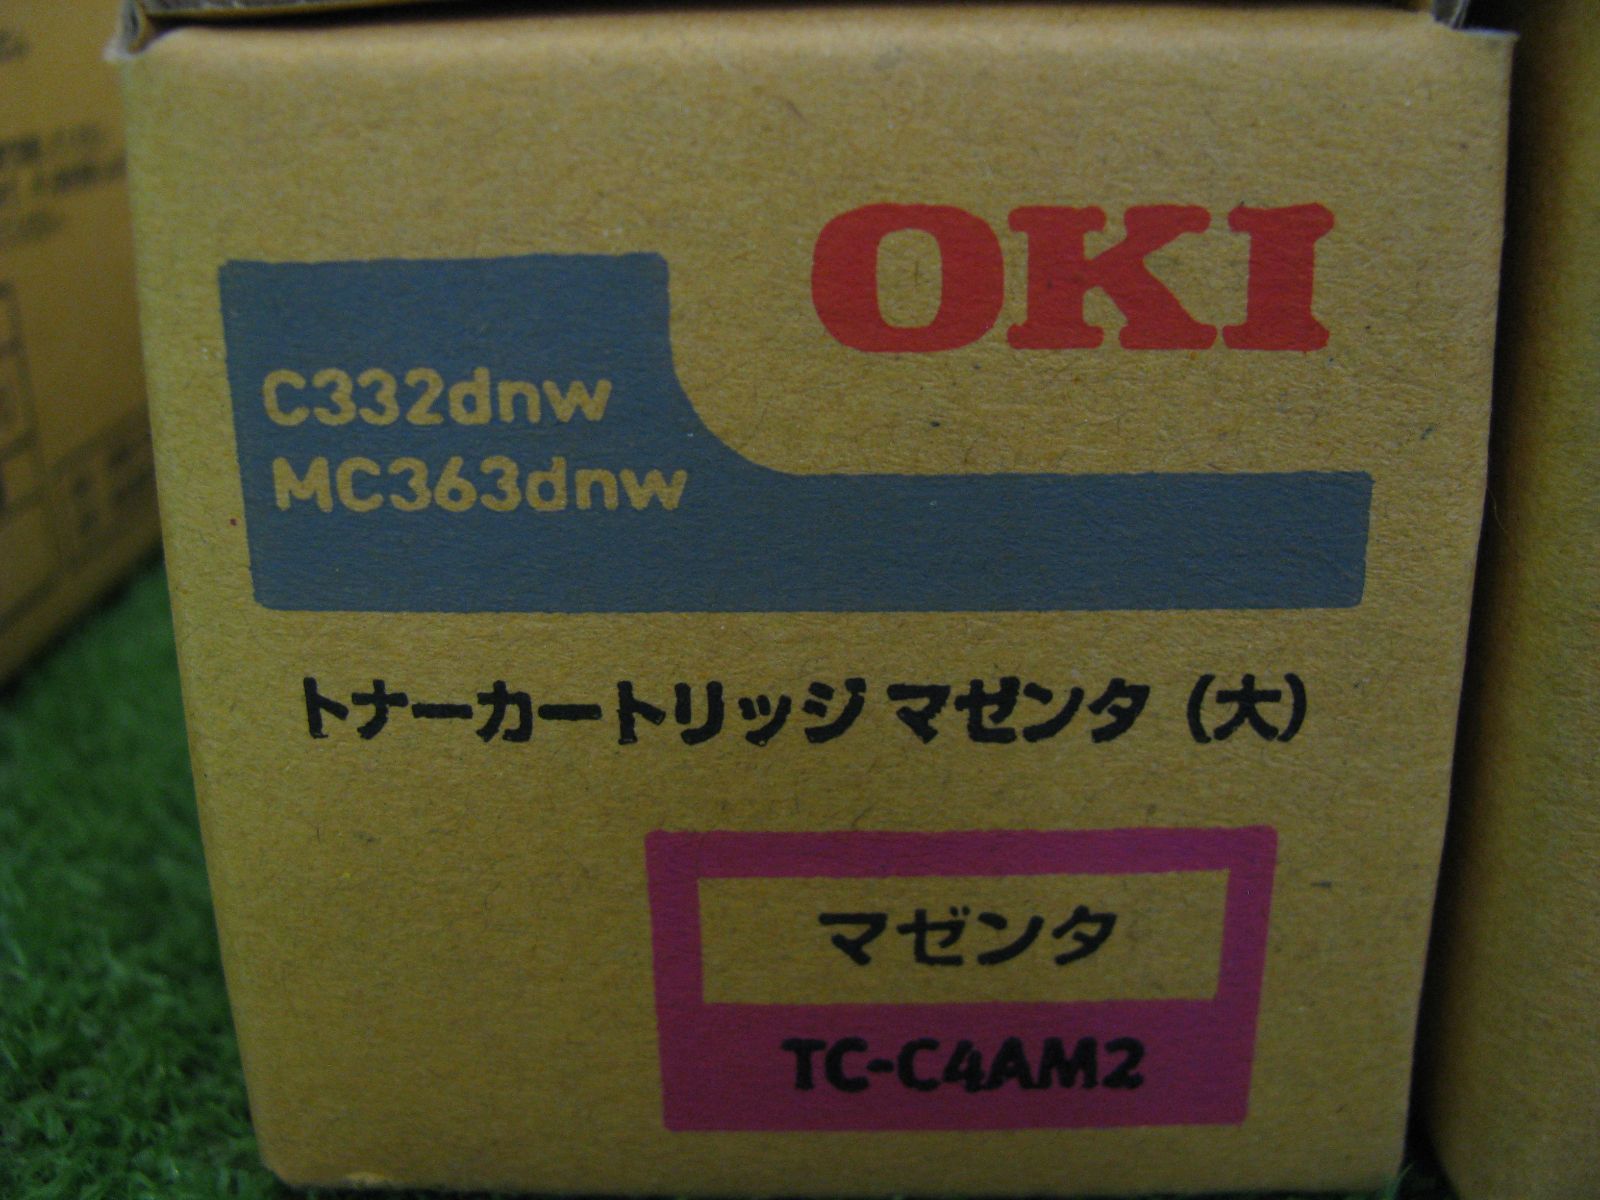 OKI
C332dnw
MC363dnw
トナーカートリッジ マゼンタ（大）
マゼンタ
TC-C4AM2